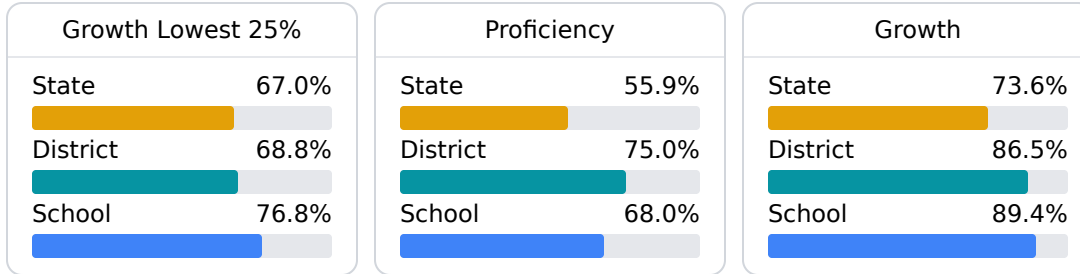 Growth Lowest 25%
State 67.0%
District 68.8%
School 76.8%
Proficiency
State 55.9%
District 75.0%
School 68.0%
Growth
State 73.6%
District 86.5%
School 89.4%